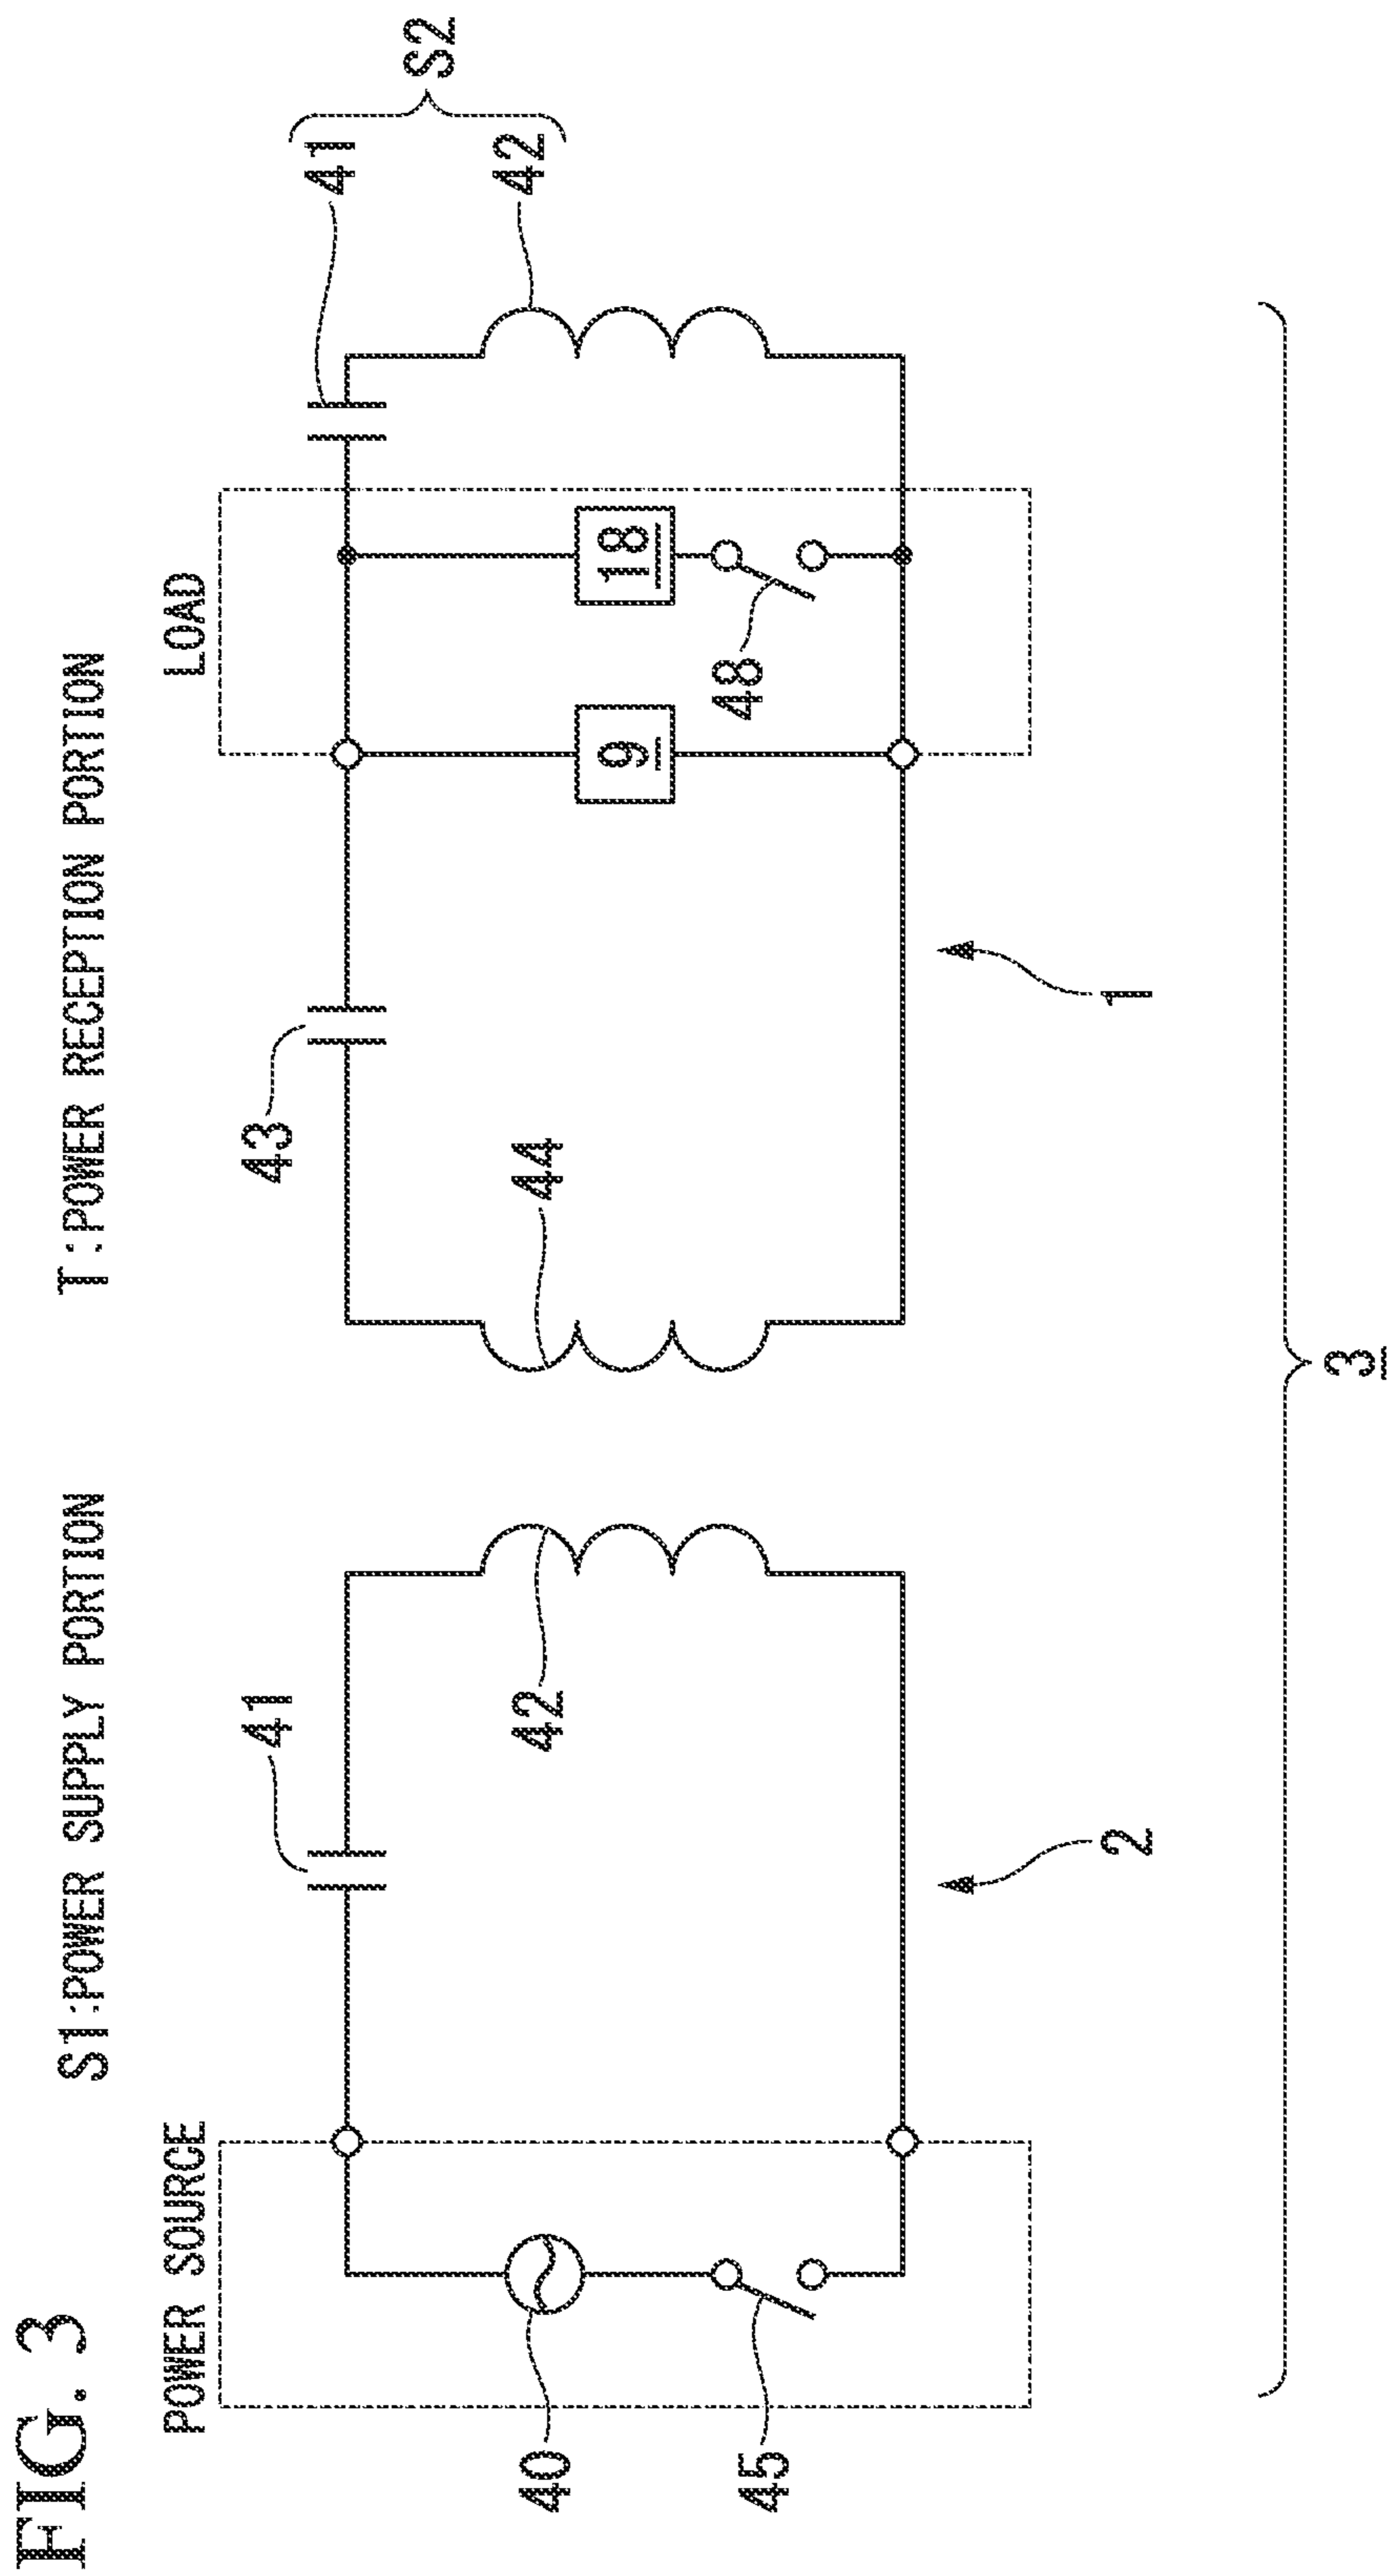 FIG. 3
S1:POWER SUPPLY PORTION
T:POWER RECEPTION PORTION
POWER SOURCE
LOAD
41
43
41
S2
40
42
44
42
45
9
18
48
2
1
3